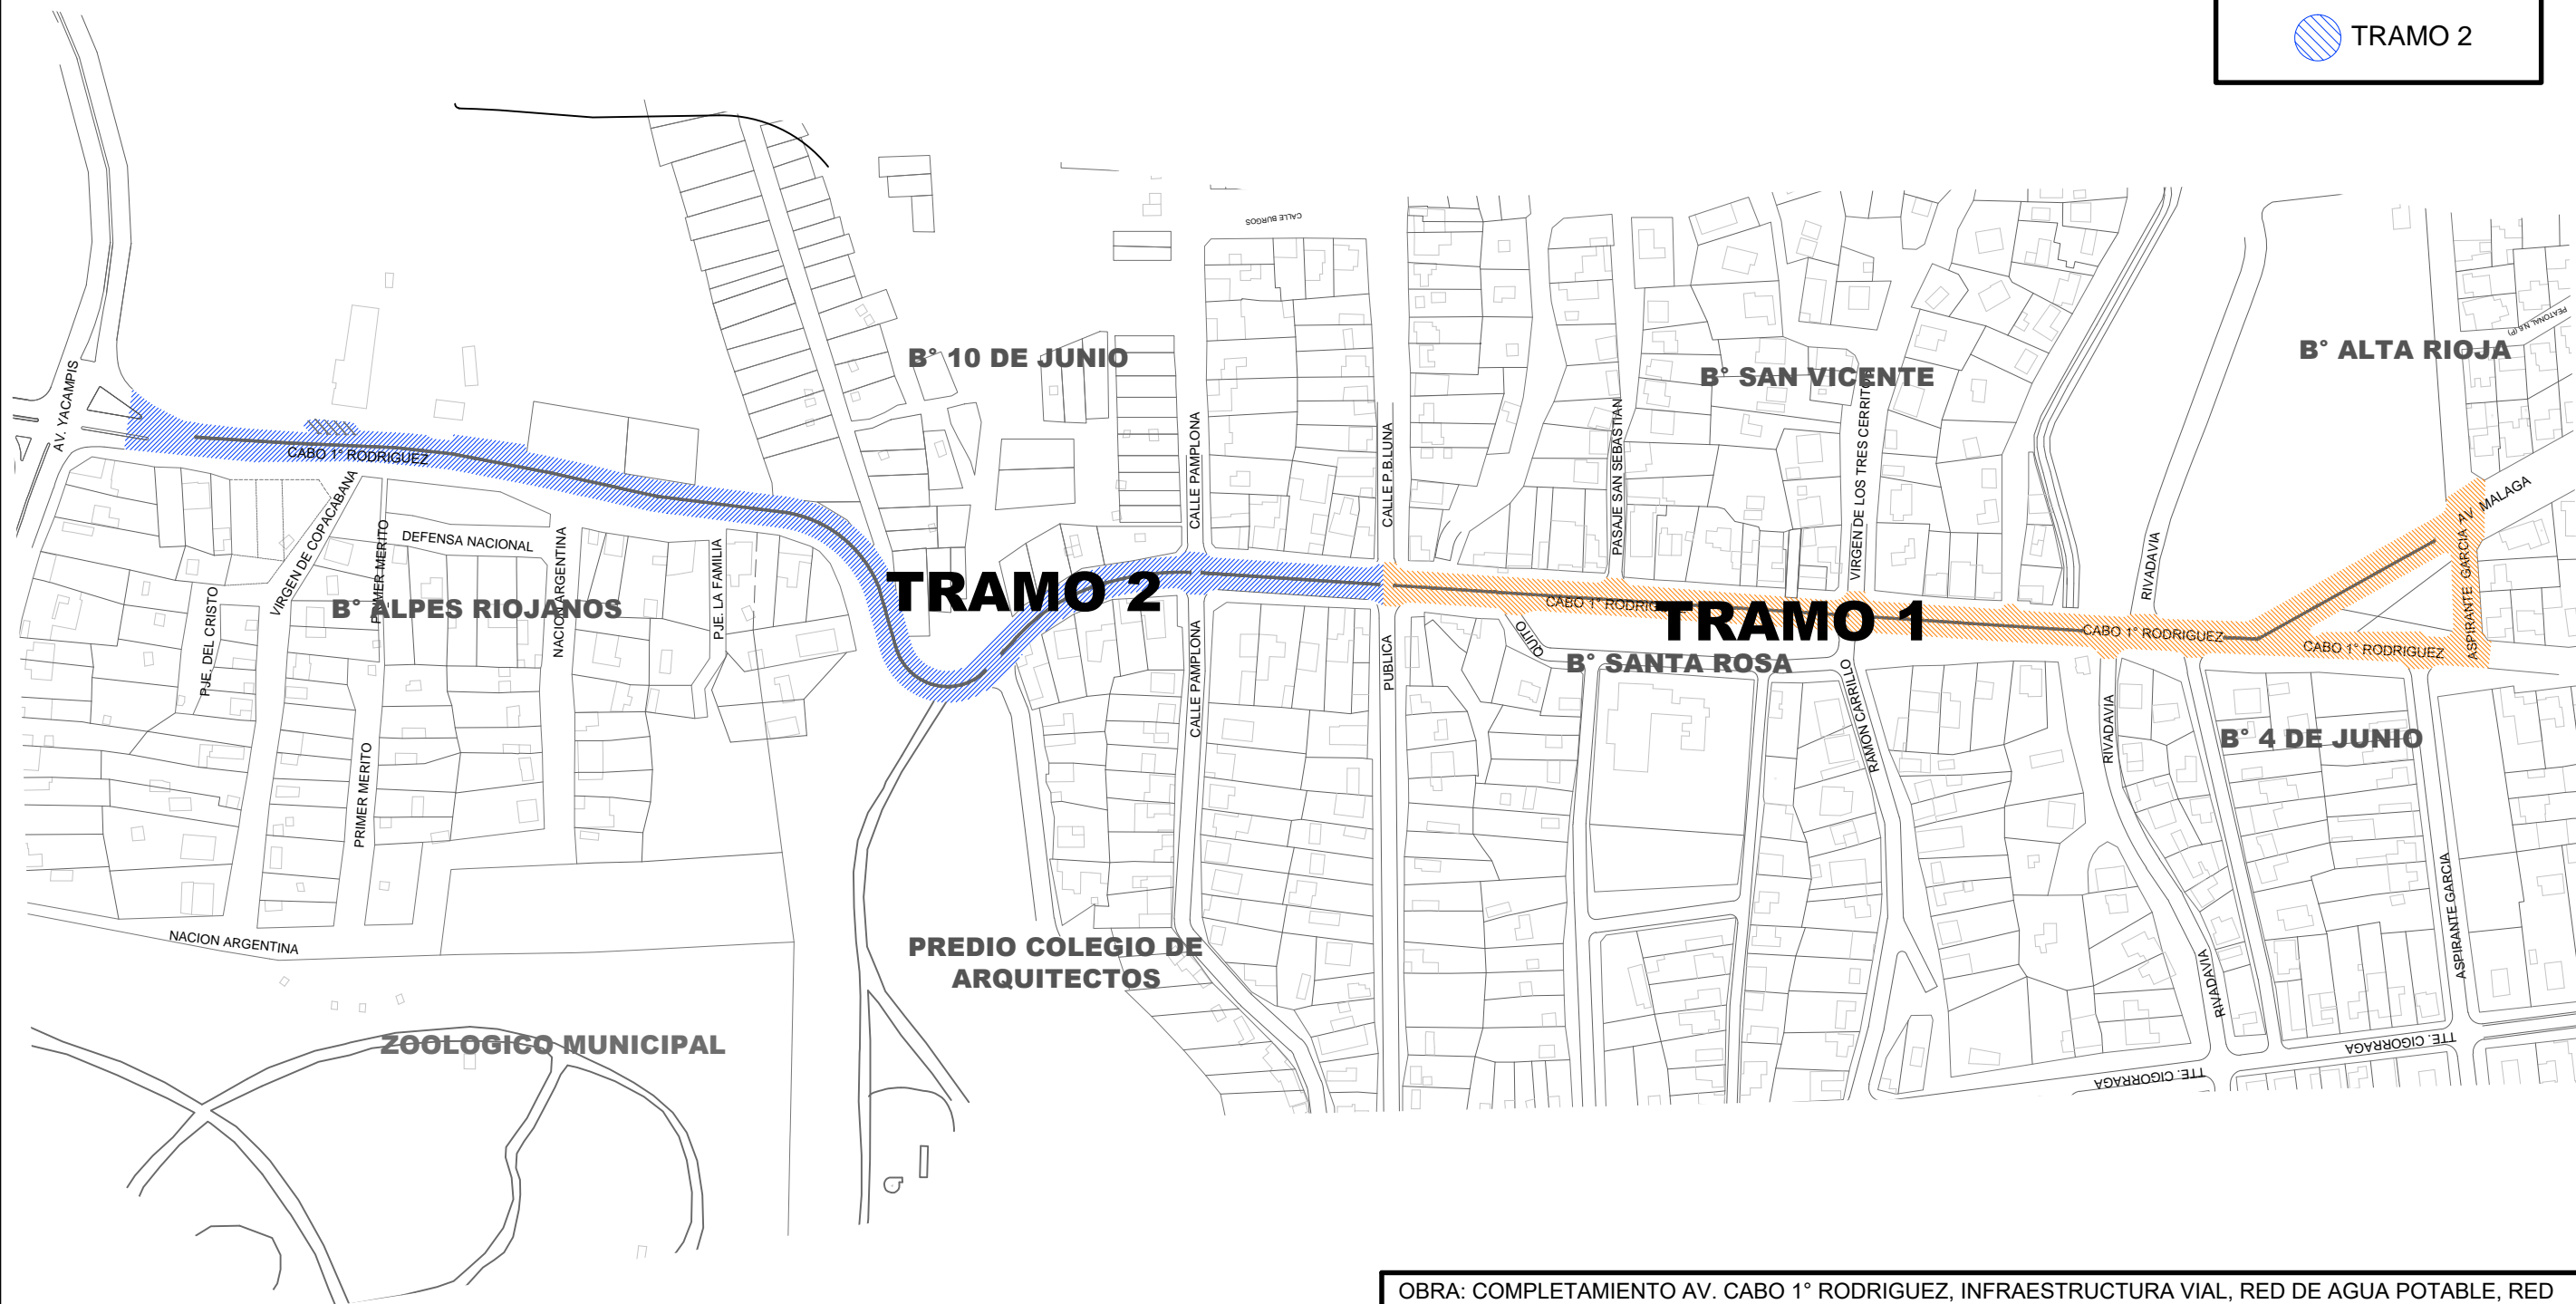 TRAMO 2
CALLE BURGOS
PEATONAL N.8 (P)
B° 10 DE JUNIO
B° SAN VICENTE
B° ALTA RIOJA
AV. YACAMPIS
CABO 1° RODRIGUEZ
CALLE PAMPLONA
CALLE P.B.LUNA
PASAJE SAN SEBASTIAN
VIRGEN DE LOS TRES CERRITOS
RIVADAVIA
AV MALAGA
ASPIRANTE GARCIA
VIRGEN DE COPACABANA
PRIMER MERITO
DEFENSA NACIONAL
NACION ARGENTINA
PJE. LA FAMILIA
PJE. DEL CRISTO
B° ALPES RIOJANOS
TRAMO 2
CABO 1° RODRIG
TRAMO 1
CABO 1° RODRIGUEZ
CABO 1° RODRIGUEZ
QUITO
B° SANTA ROSA
CALLE PAMPLONA
PUBLICA
RAMON CARRILLO
RIVADAVIA
B° 4 DE JUNIO
PRIMER MERITO
ASPIRANTE GARCIA
NACION ARGENTINA
PREDIO COLEGIO DE
ARQUITECTOS
RIVADAVIA
ZOOLOGICO MUNICIPAL
TTE. CIGORRAGA
TTE. CIGORRAGA
OBRA: COMPLETAMIENTO AV. CABO 1° RODRIGUEZ, INFRAESTRUCTURA VIAL, RED DE AGUA POTABLE, RED